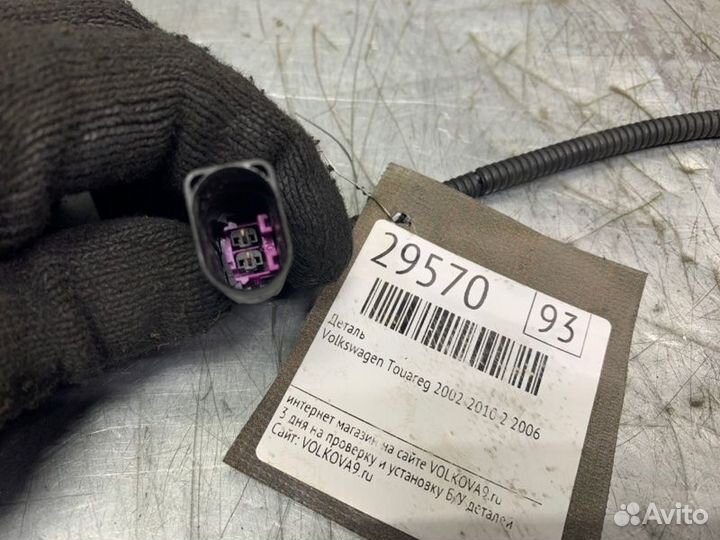 29570
93
Деталь
Volkswagen Touareg 2002-2010 2 2006
интернет магазин на сайте VOLKOVA9.ru
3 дня на проверку и установку Б/У деталей
Сайт: VOLKOVA9.ru
Avito